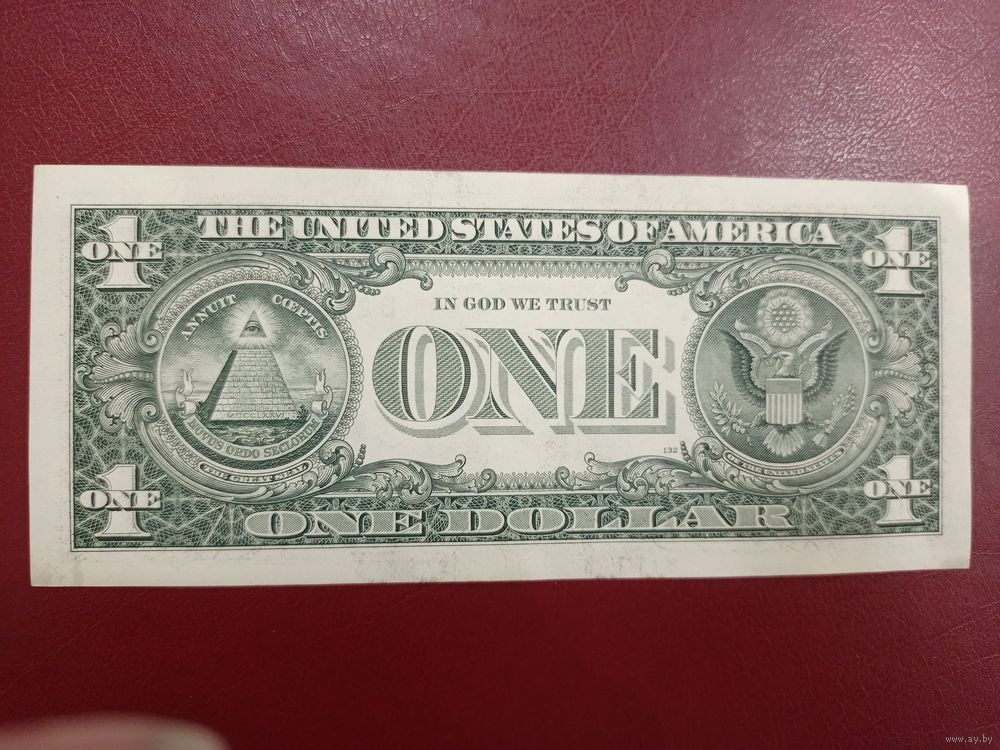 THE UNITED STATES OF AMERICA
1
ONE
1
ONE
IN GOD WE TRUST
ANNUIT CŒPTIS
ONE
MDCCLXXVI
NOVUS ORDO SECLORUM
THE GREAT SEAL
132
OF THE UNITED STATES
1
ONE
1
ONE
ONE DOLLAR
www.ay.by